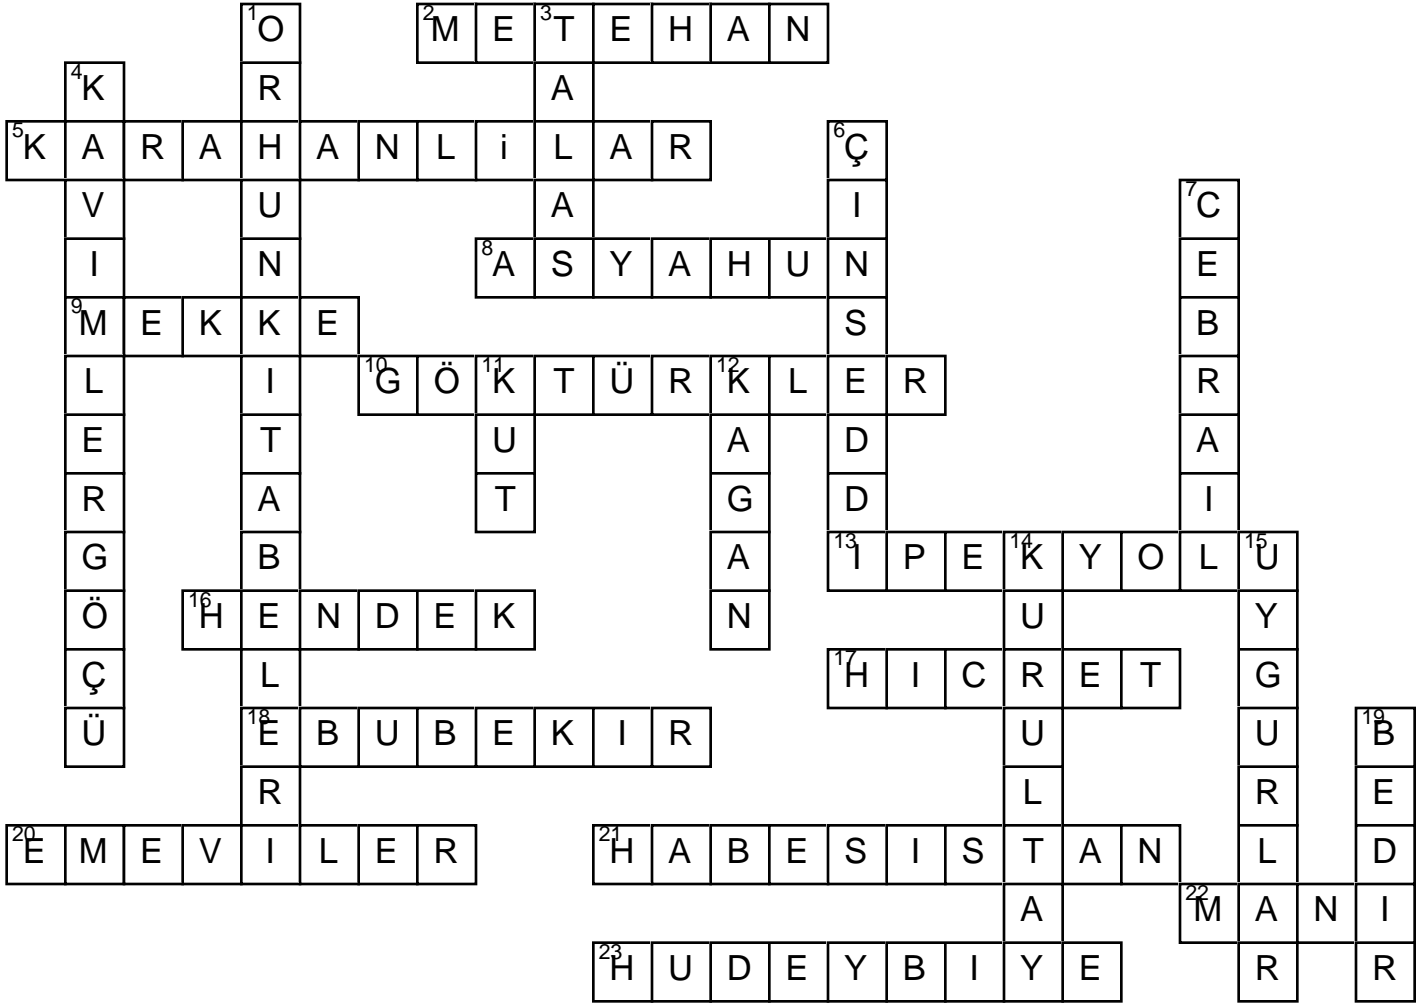 1 O 2 M E 3 T E H A N
4 K R A
5 K A R A H A N L i L A R 6 Ç
V U A I 7 C
I N 8 A S Y A H U N E
9 M E K K E S B
L I 10 G Ö 11 K T Ü R 12 K L E R R
E T U A D A
R A T G D I
G B A 13 I P E 14 K Y O L 15 U
Ö 16 H E N D E K N U Y
Ç L 17 H I C R E T G
Ü 18 E B U B E K I R U U 19 B
R L R E
20 E M E V I L E R 21 H A B E S I S T A N L D
A 22 M A N I
23 H U D E Y B I Y E R R